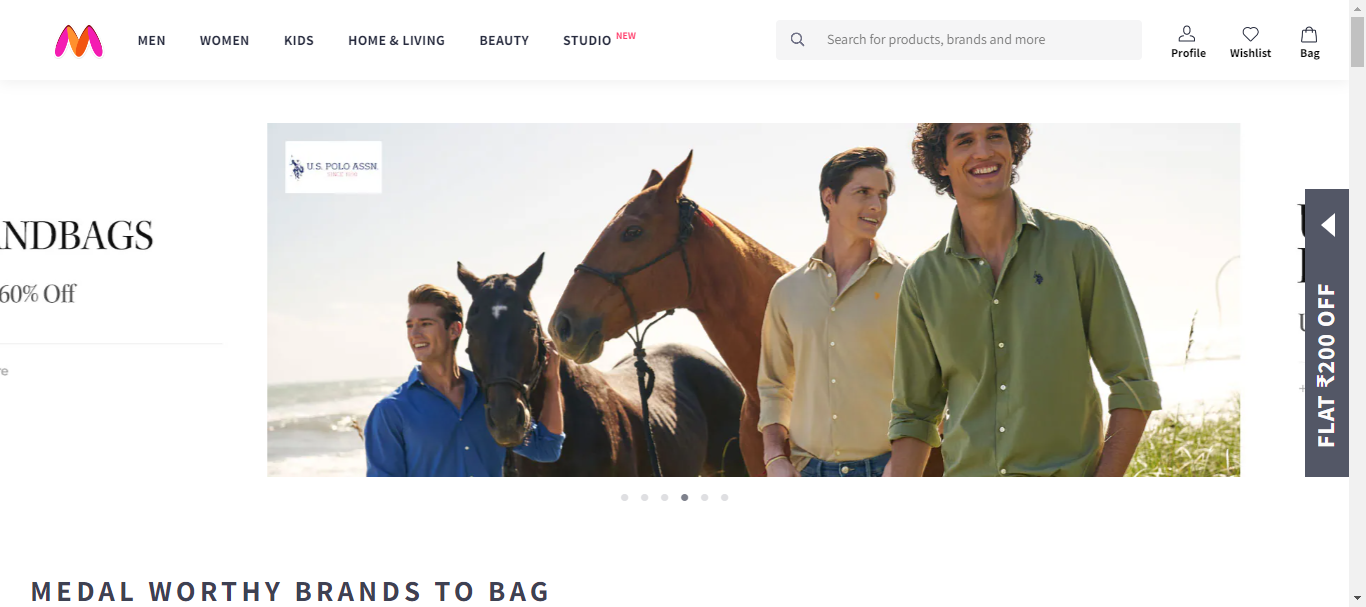 MEN WOMEN KIDS HOME & LIVING BEAUTY STUDIO NEW
Search for products, brands and more
Profile Wishlist Bag
U.S. POLO ASSN.
SINCE 1890
NDBAGS
60% Off
FLAT ₹200 OFF
MEDAL WORTHY BRANDS TO BAG